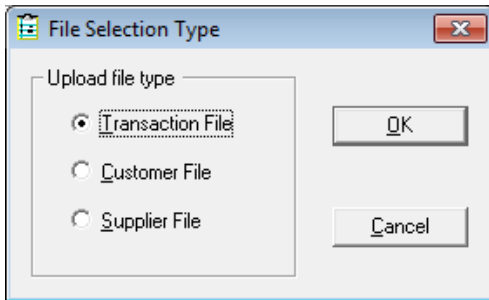 File Selection Type
Upload file type
Transaction File
OK
Customer File
Supplier File
Cancel